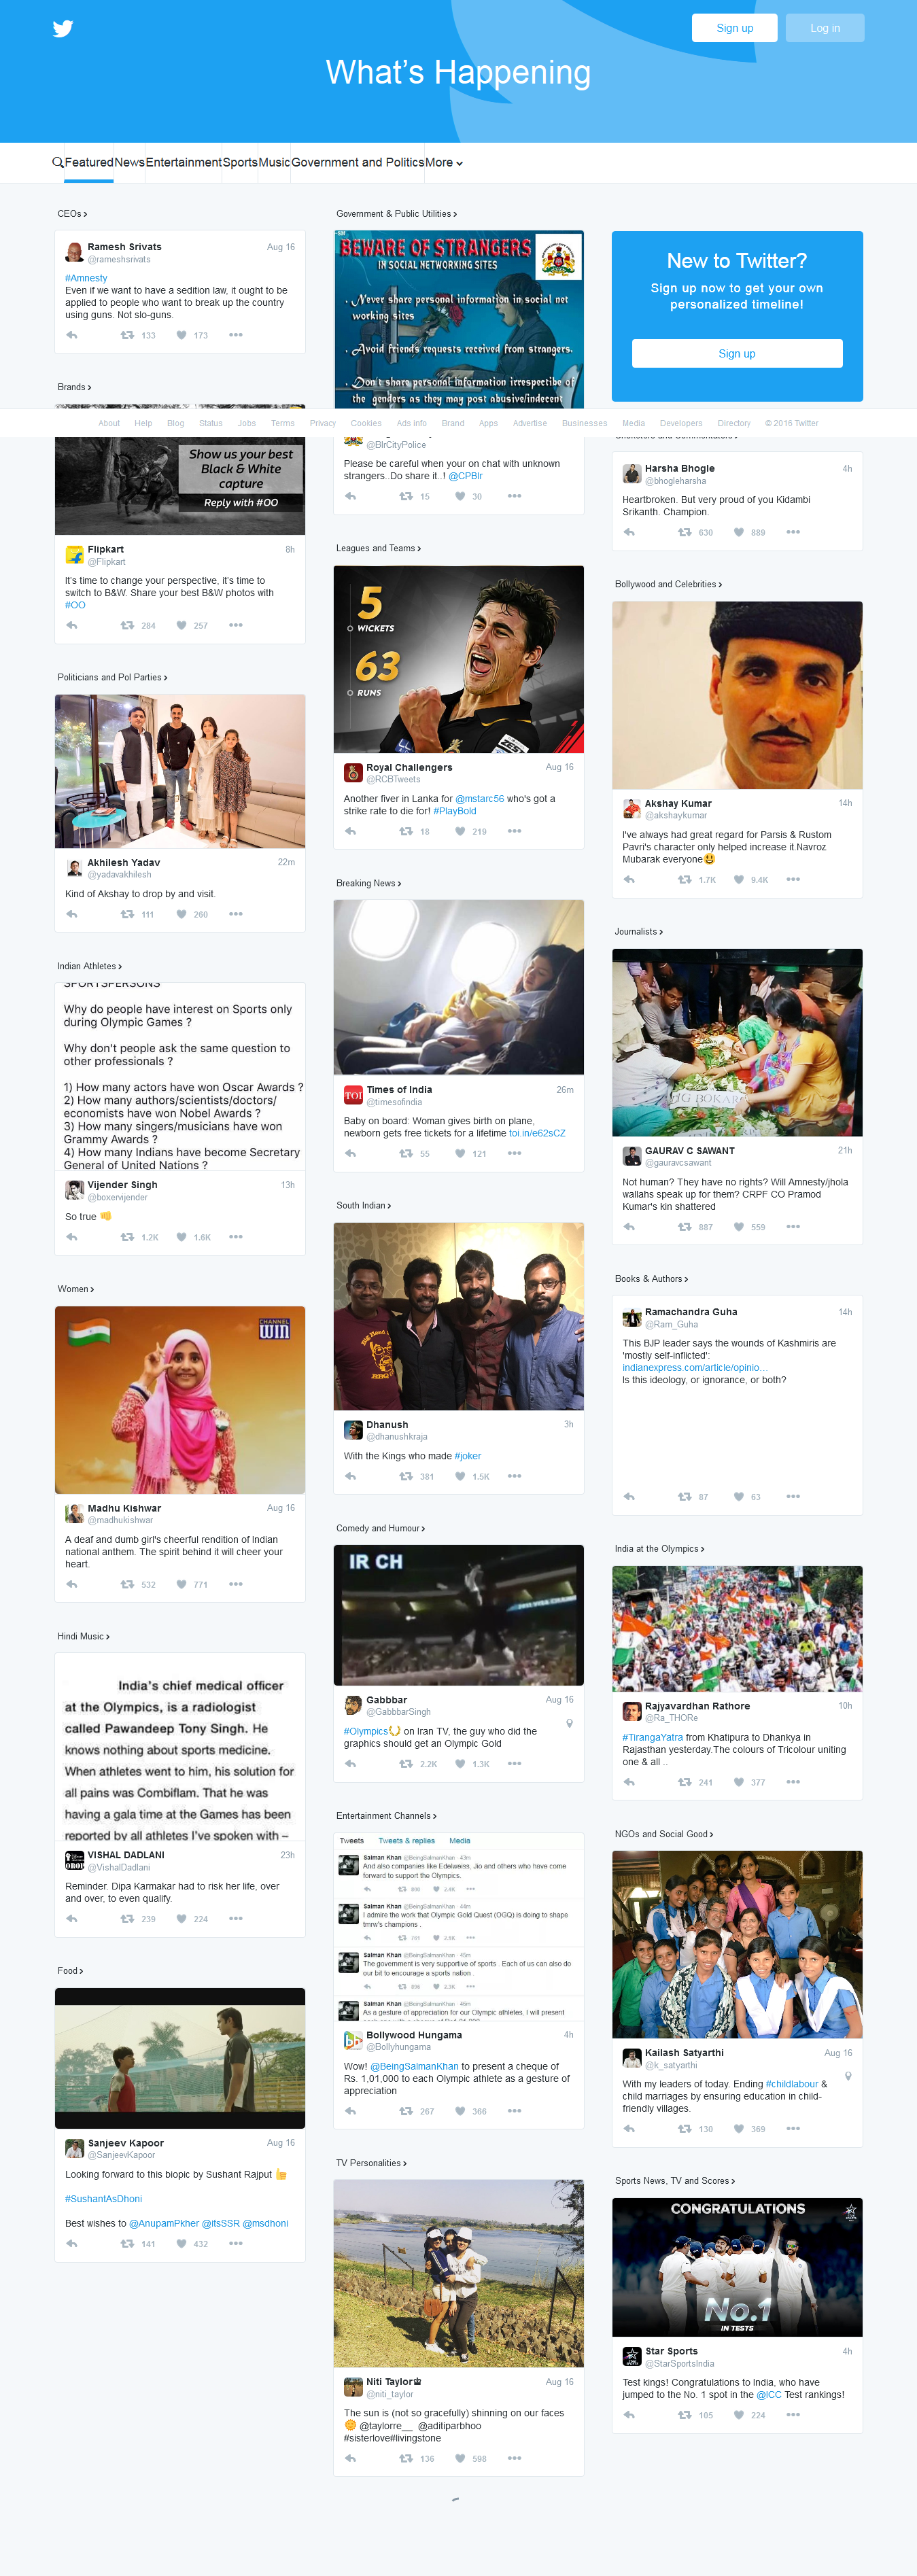 Sign up
Log in
What's Happening
Featured
News
Entertainment
Sports
Music
Government and Politics
More
CEOs
Ramesh Srivats
Aug 16
@rameshsrivats
#Amnesty
Even if we want to have a sedition law, it ought to be
applied to people who want to break up the country
using guns. Not slo-guns.
133
173
Brands
Show us your best
Black & White
capture
Reply with #OO
Flipkart
8h
@Flipkart
It's time to change your perspective, it's time to
switch to B&W. Share your best B&W photos with
#OO
284
257
Politicians and Pol Parties
Akhilesh Yadav
22m
@yadavakhilesh
Kind of Akshay to drop by and visit.
111
260
Indian Athletes
SPORTSPERSONS
Why do people have interest on Sports only
during Olympic Games ?
Why don't people ask the same question to
other professionals ?
1) How many actors have won Oscar Awards ?
2) How many authors/scientists/doctors/
economists have won Nobel Awards ?
3) How many singers/musicians have won
Grammy Awards ?
4) How many Indians have become Secretary
General of United Nations ?
Vijender Singh
13h
@boxervijender
So true 👊
1.2K
1.6K
Women
CHANNEL
WIN
Madhu Kishwar
Aug 16
@madhukishwar
A deaf and dumb girl's cheerful rendition of Indian
national anthem. The spirit behind it will cheer your
heart.
532
771
Hindi Music
India's chief medical officer
at the Olympics, is a radiologist
called Pawandeep Tony Singh. He
knows nothing about sports medicine.
When athletes went to him, his solution for
all pains was Combiflam. That he was
having a gala time at the Games has been
reported by all athletes I've spoken with –
VISHAL DADLANI
23h
@VishalDadlani
Reminder. Dipa Karmakar had to risk her life, over
and over, to even qualify.
239
224
Food
Sanjeev Kapoor
Aug 16
@SanjeevKapoor
Looking forward to this biopic by Sushant Rajput 👍
#SushantAsDhoni
Best wishes to @AnupamPkher @itsSSR @msdhoni
141
432
Government & Public Utilities
BEWARE OF STRANGERS
IN SOCIAL NETWORKING SITES
. Never share personal information in social net
working sites
. Avoid friends requests received from strangers.
. Don't share personal information irrespecitbe of
the genders as they may post abusive/indecent
About Help Blog Status Jobs Terms Privacy Cookies Ads info Brand Apps Advertise Businesses Media Developers Directory © 2016 Twitter
@BlrCityPolice
Please be careful when your on chat with unknown
strangers..Do share it..! @CPBlr
15
30
Leagues and Teams
5
WICKETS
63
RUNS
Royal Challengers
Aug 16
@RCBTweets
Another fiver in Lanka for @mstarc56 who's got a
strike rate to die for! #PlayBold
18
219
Breaking News
TOI
Times of India
26m
@timesofindia
Baby on board: Woman gives birth on plane,
newborn gets free tickets for a lifetime toi.in/e62sCZ
55
121
South Indian
Dhanush
3h
@dhanushkraja
With the Kings who made #joker
381
1.5K
Comedy and Humour
IR CH
Gabbbar
Aug 16
@GabbbarSingh
#Olympics on Iran TV, the guy who did the
graphics should get an Olympic Gold
2.2K
1.3K
Entertainment Channels
Tweets
Tweets & replies
Media
Salman Khan @BeingSalmanKhan · 43m
And also companies like Edelweiss, Jio and others who have come
forward to support the Olympics.
Salman Khan @BeingSalmanKhan · 44m
I admire the work that Olympic Gold Quest (OGQ) is doing to shape
tmrw's champions .
Salman Khan @BeingSalmanKhan · 45m
The government is very supportive of sports . Each of us can also do
our bit to encourage a sports nation
Salman Khan @BeingSalmanKhan · 46m
As a gesture of appreciation for our Olympic athletes, I will present
Bollywood Hungama
4h
@Bollyhungama
Wow! @BeingSalmanKhan to present a cheque of
Rs. 1,01,000 to each Olympic athlete as a gesture of
appreciation
267
366
TV Personalities
Niti Taylor♔
Aug 16
@niti_taylor
The sun is (not so gracefully) shinning on our faces
🌞 @taylorre__ @aditiparbhoo
#sisterlove#livingstone
136
598
New to Twitter?
Sign up now to get your own
personalized timeline!
Sign up
Cricketers and Commentators
Harsha Bhogle
4h
@bhogleharsha
Heartbroken. But very proud of you Kidambi
Srikanth. Champion.
630
889
Bollywood and Celebrities
Akshay Kumar
14h
@akshaykumar
I've always had great regard for Parsis & Rustom
Pavri's character only helped increase it.Navroz
Mubarak everyone😃
1.7K
9.4K
Journalists
GAURAV C SAWANT
21h
@gauravcsawant
Not human? They have no rights? Will Amnesty/jhola
wallahs speak up for them? CRPF CO Pramod
Kumar's kin shattered
887
559
Books & Authors
Ramachandra Guha
14h
@Ram_Guha
This BJP leader says the wounds of Kashmiris are
'mostly self-inflicted':
indianexpress.com/article/opinio…
Is this ideology, or ignorance, or both?
87
63
India at the Olympics
Rajyavardhan Rathore
10h
@Ra_THORe
#TirangaYatra from Khatipura to Dhankya in
Rajasthan yesterday.The colours of Tricolour uniting
one & all ..
241
377
NGOs and Social Good
Kailash Satyarthi
Aug 16
@k_satyarthi
With my leaders of today. Ending #childlabour &
child marriages by ensuring education in child-
friendly villages.
130
369
Sports News, TV and Scores
CONGRATULATIONS
No.1
IN TESTS
Star Sports
4h
@StarSportsIndia
Test kings! Congratulations to India, who have
jumped to the No. 1 spot in the @ICC Test rankings!
105
224